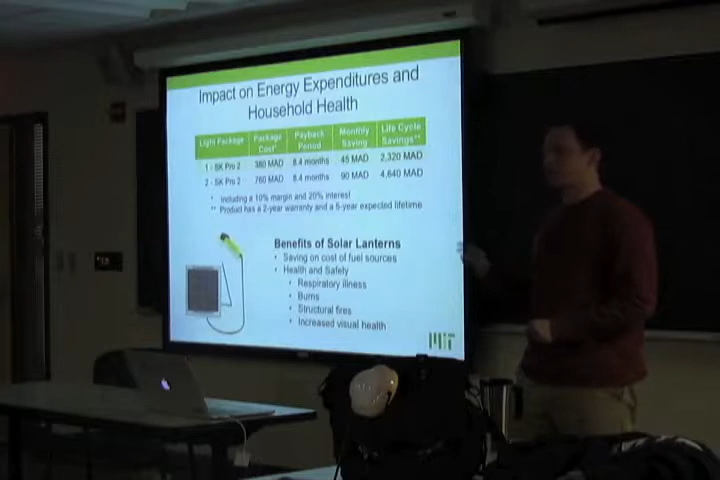 Impact on Energy Expenditures and
Household Health
Light Package Package Cost* Payback Period Monthly Saving Life Cycle Savings**
1 - SK Pro 2 380 MAD 8.4 months 45 MAD 2,320 MAD
2 - SK Pro 2 760 MAD 8.4 months 90 MAD 4,640 MAD
* Including a 10% margin and 20% interest
** Product has a 2-year warranty and a 5-year expected lifetime
Benefits of Solar Lanterns
• Saving on cost of fuel sources
• Health and Safety
• Respiratory illness
• Burns
• Structural fires
• Increased visual health
MIT